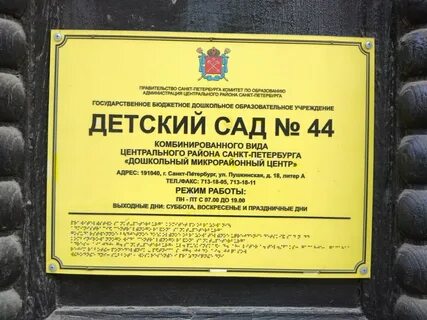 ПРАВИТЕЛЬСТВО САНКТ-ПЕТЕРБУРГА КОМИТЕТ ПО ОБРАЗОВАНИЮ
АДМИНИСТРАЦИЯ ЦЕНТРАЛЬНОГО РАЙОНА САНКТ-ПЕТЕРБУРГА
ГОСУДАРСТВЕННОЕ БЮДЖЕТНОЕ ДОШКОЛЬНОЕ ОБРАЗОВАТЕЛЬНОЕ УЧРЕЖДЕНИЕ
ДЕТСКИЙ САД № 44
КОМБИНИРОВАННОГО ВИДА
ЦЕНТРАЛЬНОГО РАЙОНА САНКТ-ПЕТЕРБУРГА
«ДОШКОЛЬНЫЙ МИКРОРАЙОННЫЙ ЦЕНТР»
АДРЕС: 191040, г. Санкт-Петербург, ул. Пушкинская, д. 18, литер А
ТЕЛ./ФАКС: 713-18-05, 713-18-11
РЕЖИМ РАБОТЫ:
ПН - ПТ С 07.00 ДО 19.00
ВЫХОДНЫЕ ДНИ: СУББОТА, ВОСКРЕСЕНЬЕ И ПРАЗДНИЧНЫЕ ДНИ